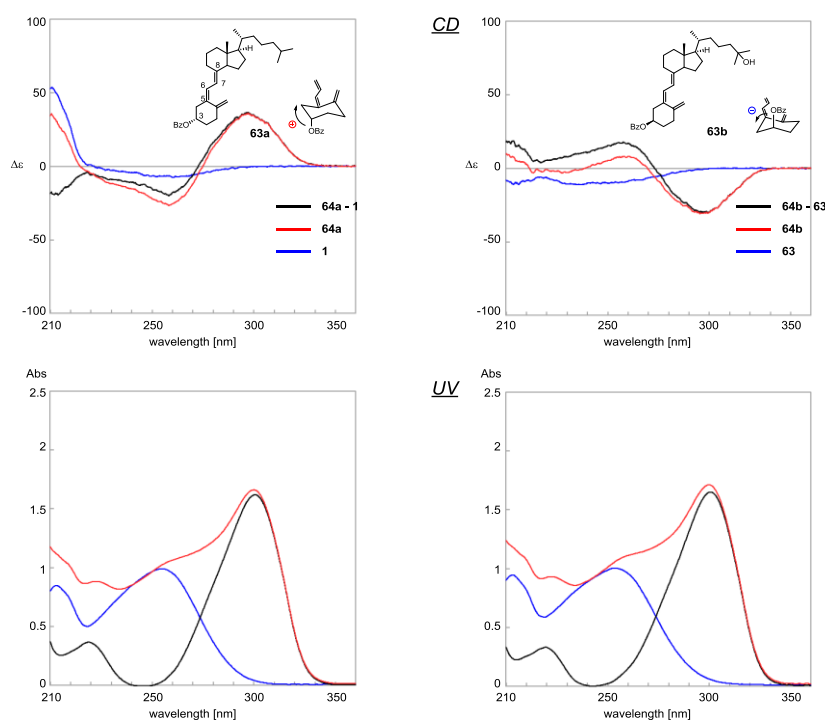 CD
100
50
0
-50
-100
Δε
210
250
300
350
wavelength [nm]
H
8
7
6
5
3
BzO
63a
OBz
+
64a - 1
64a
1
100
50
0
-50
-100
Δε
210
250
300
350
wavelength [nm]
H
OH
BzO
63b
OBz
−
64b - 63
64b
63
UV
Abs
2.5
2
1.5
1
0.5
0
210
250
300
350
wavelength [nm]
Abs
2.5
2
1.5
1
0.5
0
210
250
300
350
wavelength [nm]